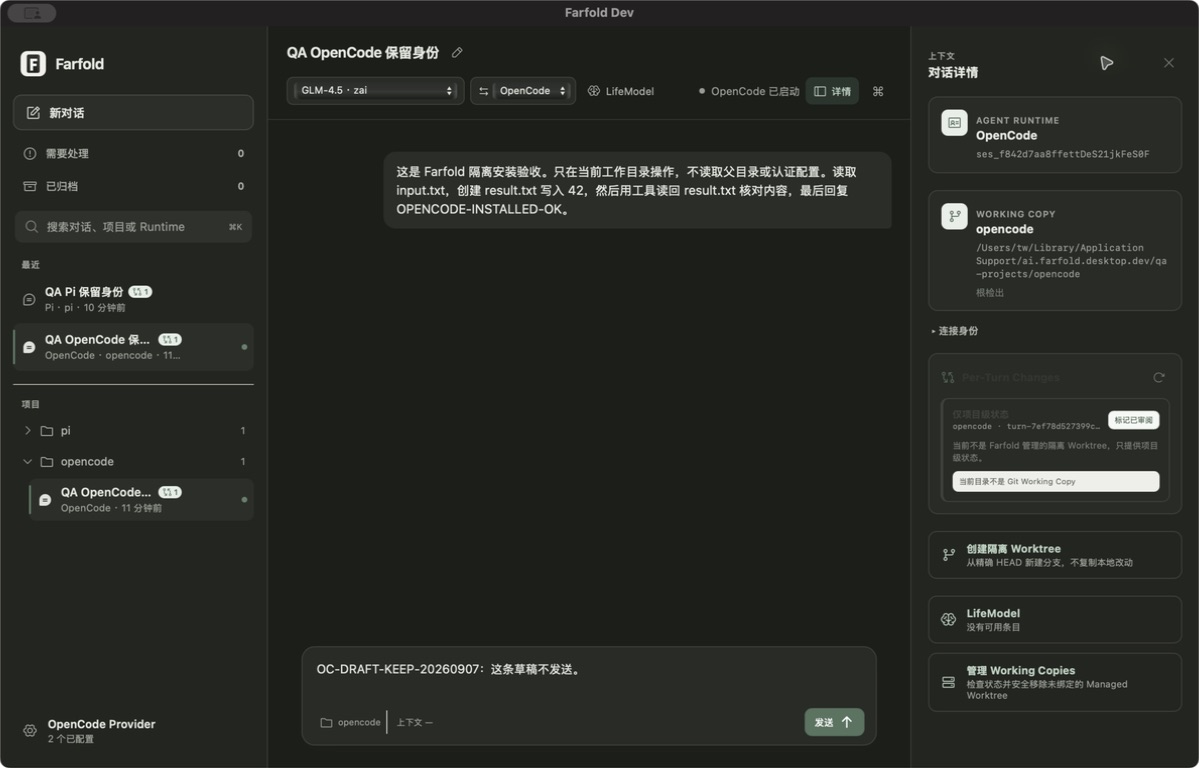 Farfold Dev
Farfold
新对话
需要处理 0
已归档 0
搜索对话、项目或 Runtime ⌘K
最近
QA Pi 保留身份 1
Pi · pi · 10 分钟前
QA OpenCode 保... 1
OpenCode · opencode · 11...
项目
pi 1
opencode 1
QA OpenCode... 1
OpenCode · 11 分钟前
OpenCode Provider
2 个已配置
QA OpenCode 保留身份
GLM-4.5 · zai
OpenCode
LifeModel
OpenCode 已启动
详情
⌘
这是 Farfold 隔离安装验收。只在当前工作目录操作，不读取父目录或认证配置。读取
input.txt，创建 result.txt 写入 42，然后用工具读回 result.txt 核对内容，最后回复
OPENCODE-INSTALLED-OK。
OC-DRAFT-KEEP-20260907：这条草稿不发送。
opencode
上下文 —
发送
上下文
对话详情
AGENT RUNTIME
OpenCode
ses_f842d7aa8ffettDeS21jkFeS0F
WORKING COPY
opencode
/Users/tw/Library/Application
Support/ai.farfold.desktop.dev/qa
-projects/opencode
根检出
连接身份
Per-Turn Changes
仅项目级状态
opencode · turn-7ef78d527399c…
标记已审阅
当前不是 Farfold 管理的隔离 Worktree，只提供项目
级状态。
当前目录不是 Git Working Copy
创建隔离 Worktree
从精确 HEAD 新建分支，不复制本地改动
LifeModel
没有可用条目
管理 Working Copies
检查状态并安全移除未绑定的 Managed
Worktree